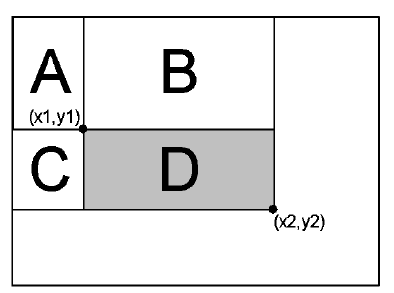 A B
(x1,y1)
C D
(x2,y2)